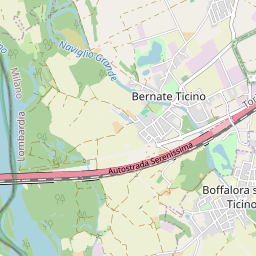 Naviglio Grande
Milano
Lombardia
Bernate Ticino
Autostrada Serenissima
Boffalora s
Ticino